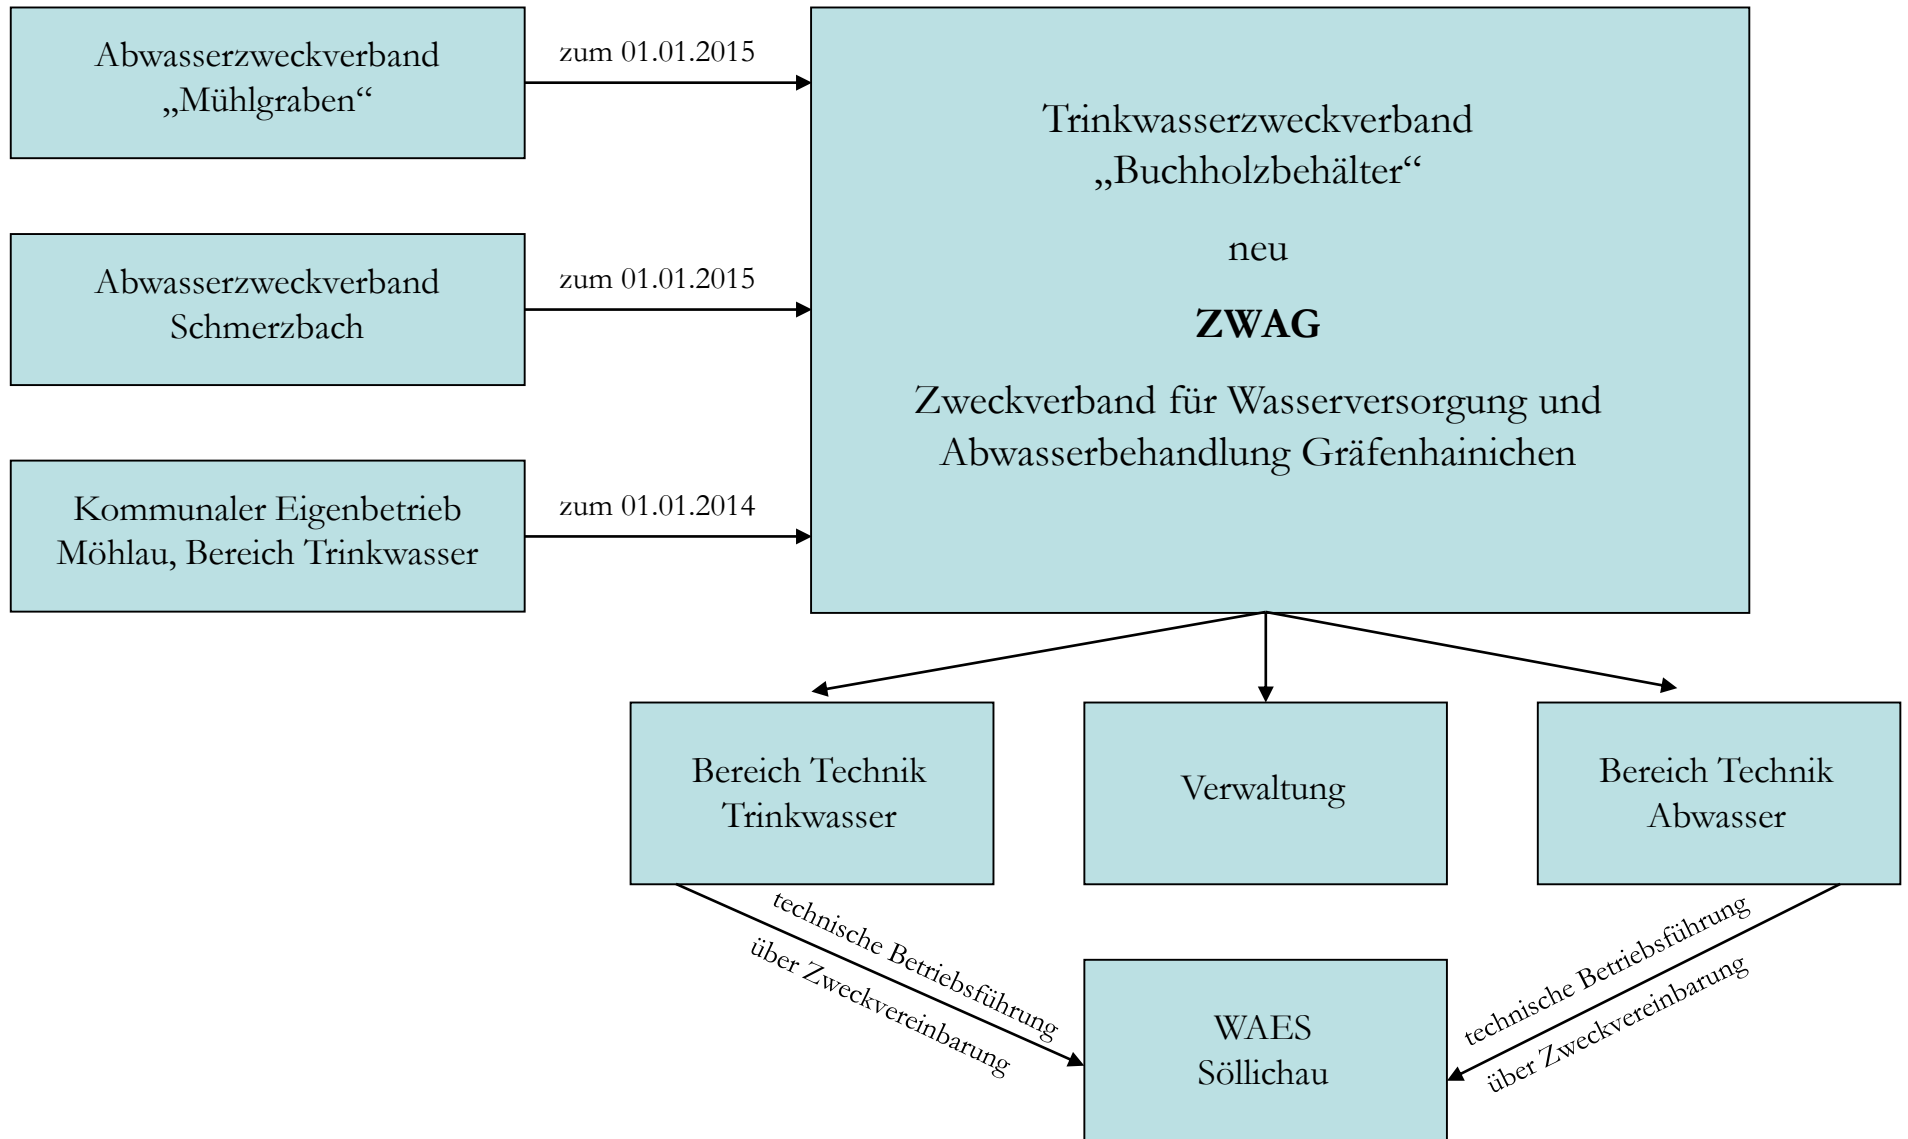 Abwasserzweckverband
„Mühlgraben“
zum 01.01.2015
Abwasserzweckverband
Schmerzbach
zum 01.01.2015
Kommunaler Eigenbetrieb
Möhlau, Bereich Trinkwasser
zum 01.01.2014
Trinkwasserzweckverband
„Buchholzbehälter“
neu
ZWAG
Zweckverband für Wasserversorgung und
Abwasserbehandlung Gräfenhainichen
Bereich Technik
Trinkwasser
Verwaltung
Bereich Technik
Abwasser
technische Betriebsführung
über Zweckvereinbarung
technische Betriebsführung
über Zweckvereinbarung
WAES
Söllichau